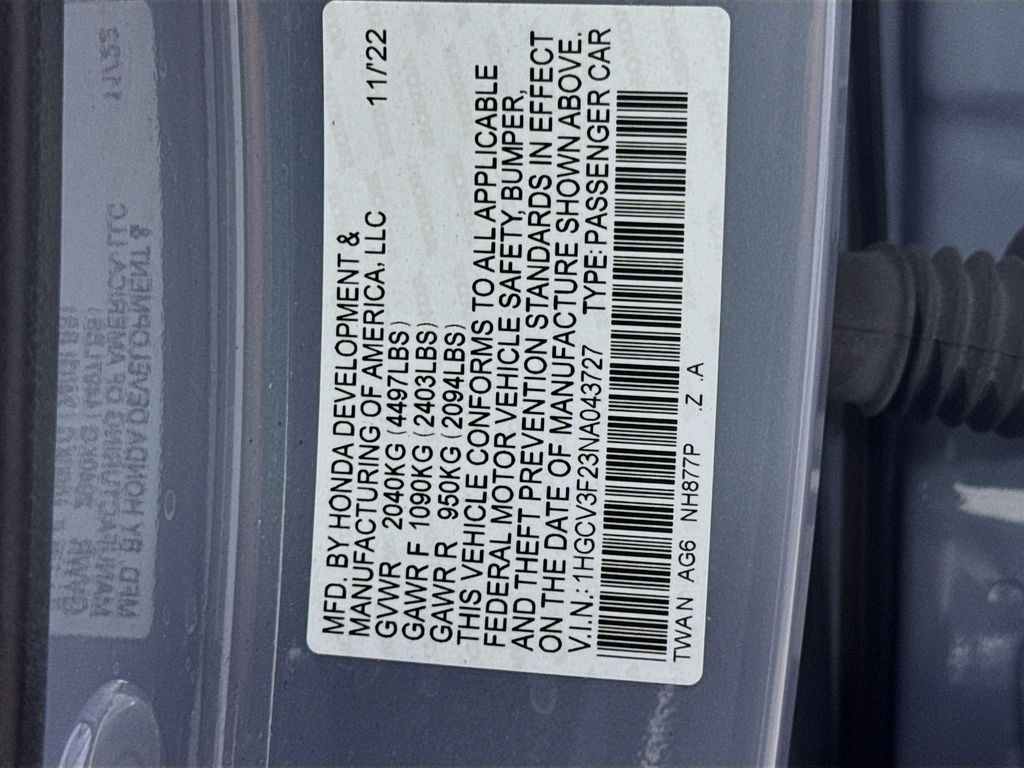 MFD. BY HONDA DEVELOPMENT &
MANUFACTURING OF AMERICA, LLC 11/22
GVWR 2040KG (4497LBS)
GAWR F 1090KG (2403LBS)
GAWR R 950KG (2094LBS)
THIS VEHICLE CONFORMS TO ALL APPLICABLE
FEDERAL MOTOR VEHICLE SAFETY, BUMPER,
AND THEFT PREVENTION STANDARDS IN EFFECT
ON THE DATE OF MANUFACTURE SHOWN ABOVE.
V.I.N.: 1HGCV3F23NA043727 TYPE:PASSENGER CAR
TWAN AG6 NH877P .Z .A